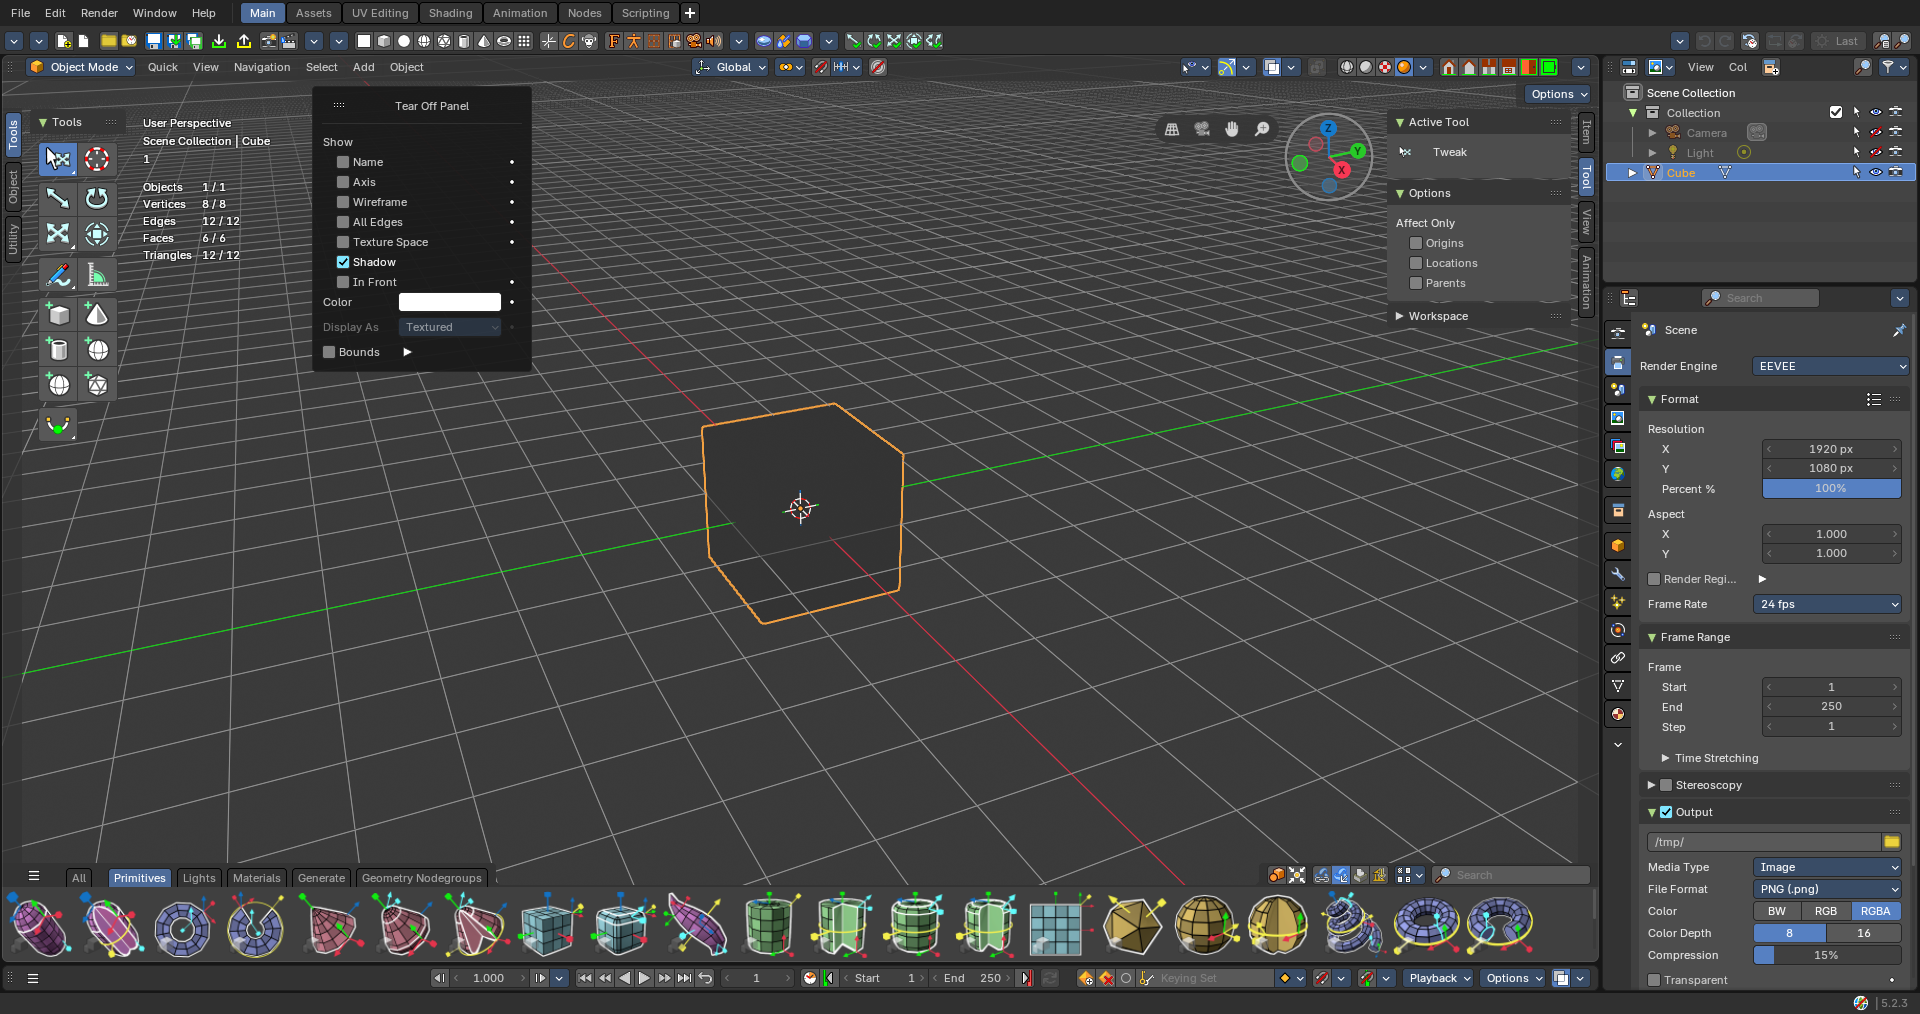 File Edit Render Window Help Main Assets UV Editing Shading Animation Nodes Scripting
Last
Object Mode Quick View Navigation Select Add Object Global View Col
Options
Tools
Object
Utility
Tools
User Perspective
Scene Collection | Cube
1
Objects 1 / 1
Vertices 8 / 8
Edges 12 / 12
Faces 6 / 6
Triangles 12 / 12
Tear Off Panel
Show
Name
Axis
Wireframe
All Edges
Texture Space
Shadow
In Front
Color
Display As Textured
Bounds
Z
Y
X
Active Tool
Tweak
Options
Affect Only
Origins
Locations
Parents
Workspace
Item
Tool
View
Animation
Scene Collection
Collection
Camera
Light
Cube
Search
Scene
Render Engine EEVEE
Format
Resolution
X 1920 px
Y 1080 px
Percent % 100%
Aspect
X 1.000
Y 1.000
Render Regi...
Frame Rate 24 fps
Frame Range
Frame
Start 1
End 250
Step 1
Time Stretching
Stereoscopy
Output
/tmp/
Media Type Image
File Format PNG (.png)
Color BW RGB RGBA
Color Depth 8 16
Compression 15%
Transparent
All Primitives Lights Materials Generate Geometry Nodegroups Search
1.000 1 Start 1 End 250 Keying Set Playback Options
5.2.3